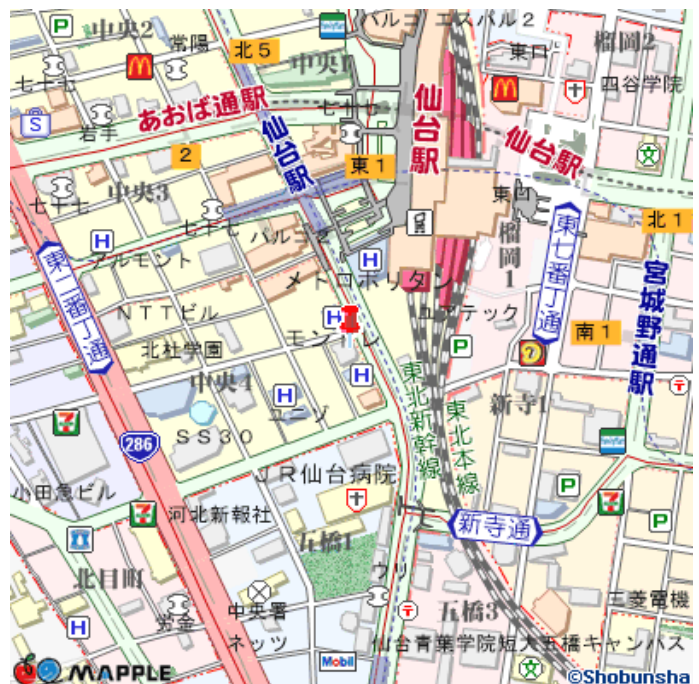 中央2
常陽
北5
パルコ
エスパル2
中央1
東口
榴岡2
七十七
四谷学院
S
岩手
あおば通駅
七十七
仙台駅
仙台駅
仙台駅
2
東1
中央3
七十七
七十七
パルコ2
東口
東七番丁通
北1
H
アルモント
東二番丁通
H
メトロポリタン
榴岡1
宮城野通駅
NTTビル
H
モントレ
ユアテック
南1
北杜学園
中央4
H
H
P
ユニゾ
東北新幹線
東北本線
新寺1
SS30
286
JR仙台病院
小田急ビル
河北新報社
トモ
新寺通
P
P
五橋1
北目町
ウリ
中央署
労金
ネッツ
五橋3
三菱電機
仙台青葉学院短大五橋キャンパス
H
Mobil
MAPPLE
©Shobunsha